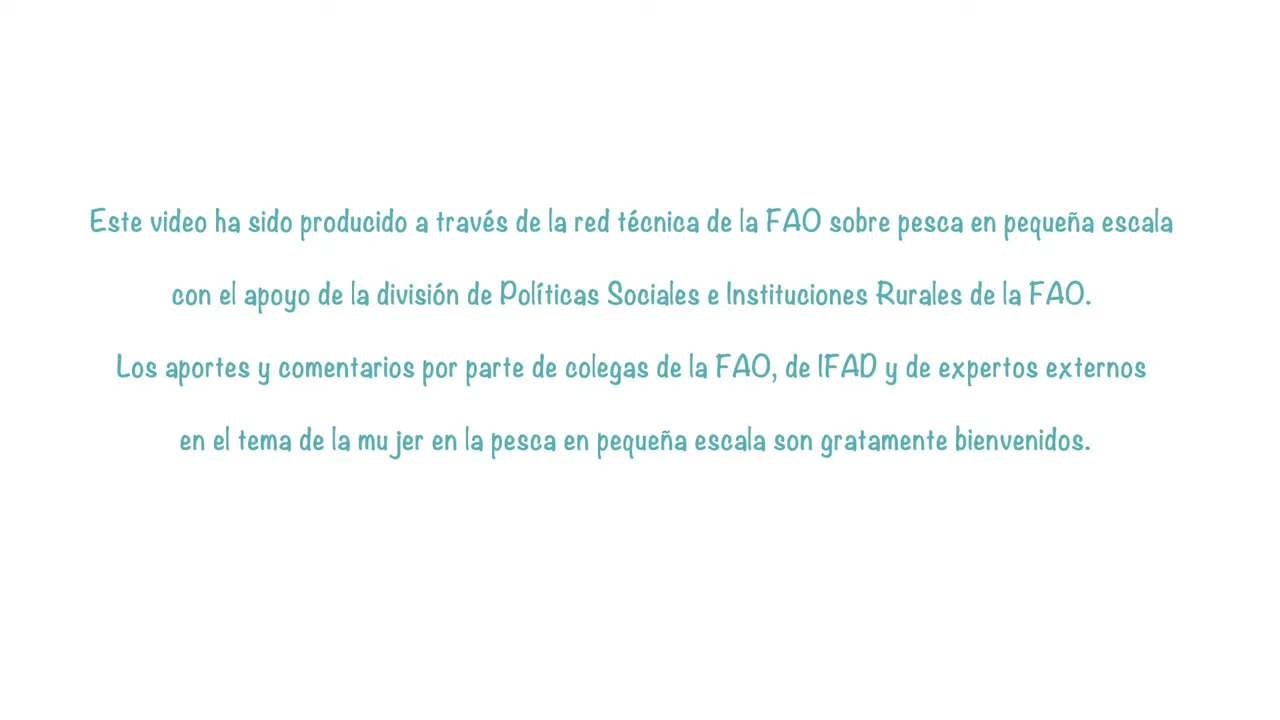 Este video ha sido producido a través de la red técnica de la FAO sobre pesca en pequeña escala
con el apoyo de la división de Políticas Sociales e Instituciones Rurales de la FAO.
Los aportes y comentarios por parte de colegas de la FAO, de IFAD y de expertos externos
en el tema de la mujer en la pesca en pequeña escala son gratamente bienvenidos.